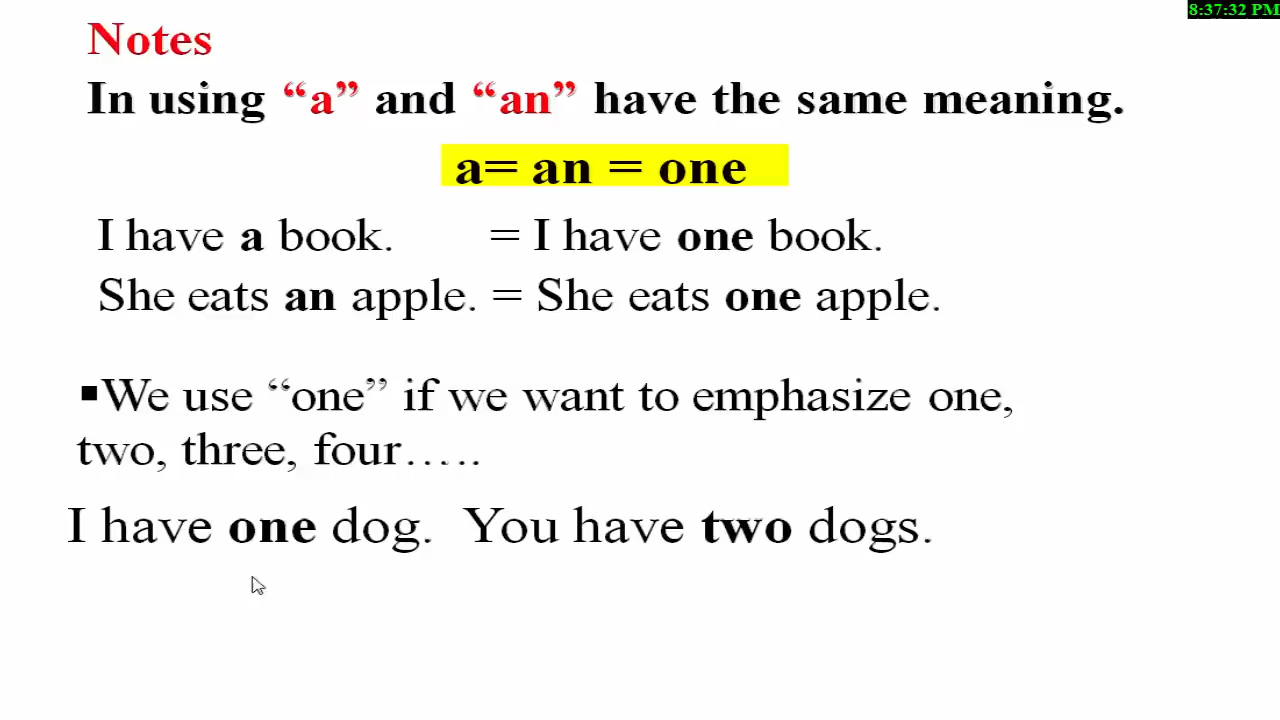 8:37:32 PM
Notes
In using “a” and “an” have the same meaning.
a= an = one
I have a book. = I have one book.
She eats an apple. = She eats one apple.
▪We use “one” if we want to emphasize one,
two, three, four…..
I have one dog. You have two dogs.